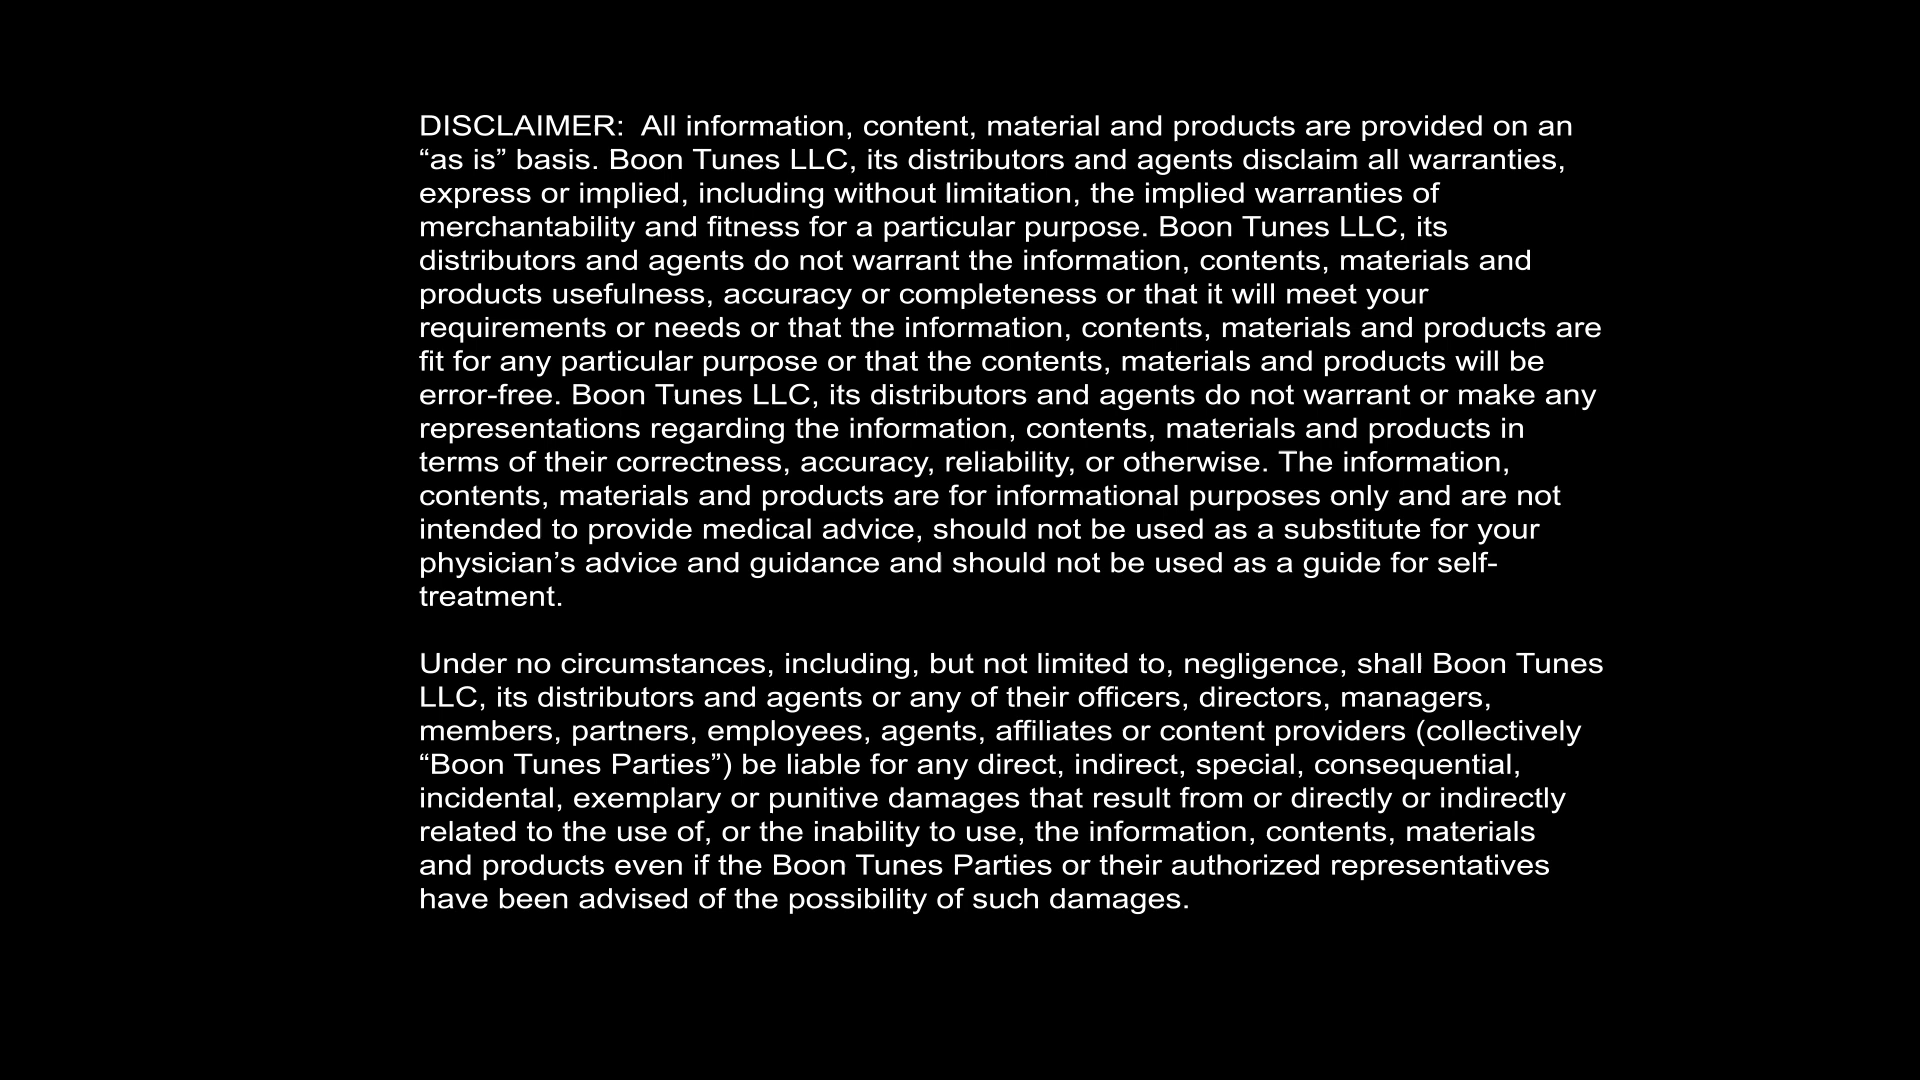 DISCLAIMER:  All information, content, material and products are provided on an
“as is” basis. Boon Tunes LLC, its distributors and agents disclaim all warranties,
express or implied, including without limitation, the implied warranties of
merchantability and fitness for a particular purpose. Boon Tunes LLC, its
distributors and agents do not warrant the information, contents, materials and
products usefulness, accuracy or completeness or that it will meet your
requirements or needs or that the information, contents, materials and products are
fit for any particular purpose or that the contents, materials and products will be
error-free. Boon Tunes LLC, its distributors and agents do not warrant or make any
representations regarding the information, contents, materials and products in
terms of their correctness, accuracy, reliability, or otherwise. The information,
contents, materials and products are for informational purposes only and are not
intended to provide medical advice, should not be used as a substitute for your
physician’s advice and guidance and should not be used as a guide for self-
treatment.

Under no circumstances, including, but not limited to, negligence, shall Boon Tunes
LLC, its distributors and agents or any of their officers, directors, managers,
members, partners, employees, agents, affiliates or content providers (collectively
“Boon Tunes Parties”) be liable for any direct, indirect, special, consequential,
incidental, exemplary or punitive damages that result from or directly or indirectly
related to the use of, or the inability to use, the information, contents, materials
and products even if the Boon Tunes Parties or their authorized representatives
have been advised of the possibility of such damages.